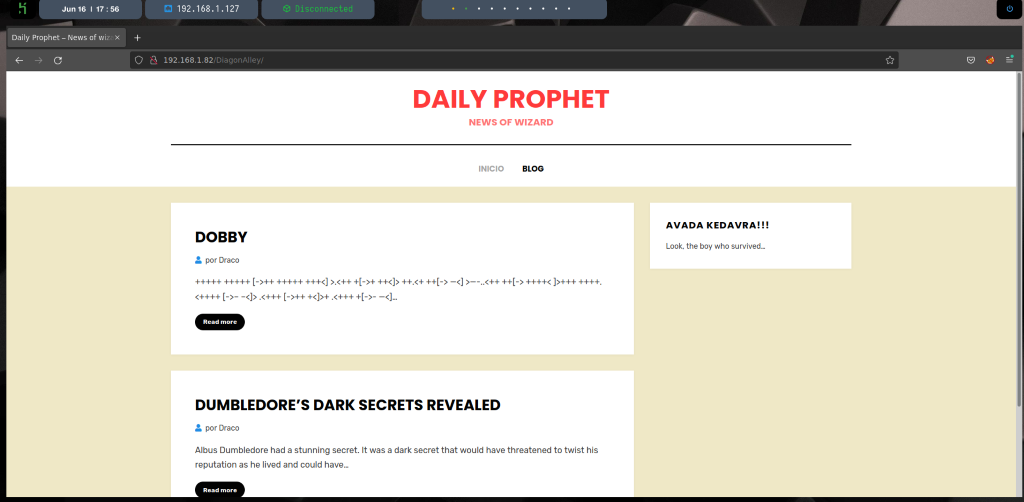 Jun 16 | 17 : 56
192.168.1.127
Disconnected
Daily Prophet – News of wiz
192.168.1.82/DiagonAlley/
DAILY PROPHET
NEWS OF WIZARD
INICIO BLOG
DOBBY
por Draco
+++++ +++++ [->++ +++++ +++<] >.<++ +[->+ ++<]> ++.<+ ++[-> —<] >—-..<++ ++[-> ++++< ]>+++ ++++.
<++++ [->– –<]> .<+++ [->++ +<]>+ .<+++ +[->- —<]…
Read more
AVADA KEDAVRA!!!
Look, the boy who survived…
DUMBLEDORE’S DARK SECRETS REVEALED
por Draco
Albus Dumbledore had a stunning secret. It was a dark secret that would have threatened to twist his
reputation as he lived and could have…
Read more